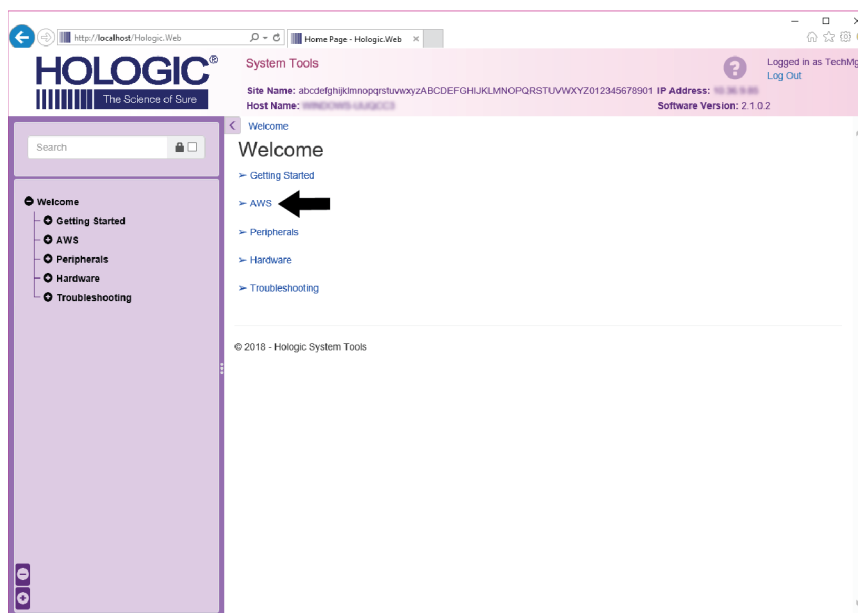 http://localhost/Hologic.Web
Home Page - Hologic.Web
HOLOGIC®
The Science of Sure
System Tools
Logged in as TechMg
Log Out
Site Name: abcdefghijklmnopqrstuvwxyzABCDEFGHIJKLMNOPQRSTUVWXYZ012345678901 IP Address:
Host Name:
Software Version: 2.1.0.2
Search
Welcome
Welcome
Getting Started
AWS
Peripherals
Hardware
Troubleshooting
© 2018 - Hologic System Tools
Welcome
Getting Started
AWS
Peripherals
Hardware
Troubleshooting